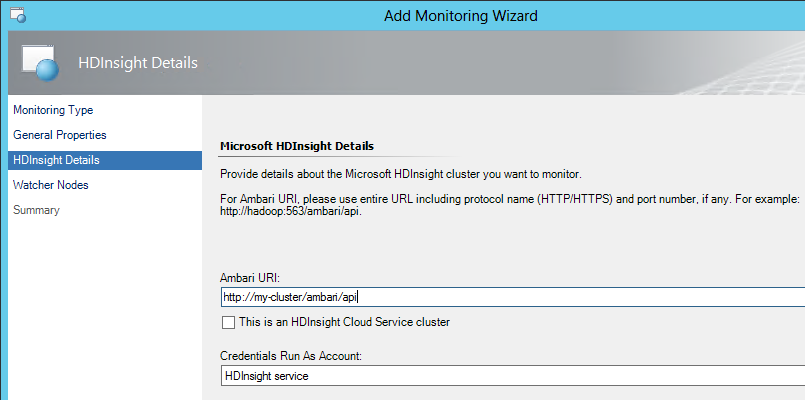 Add Monitoring Wizard
HDInsight Details
Monitoring Type
General Properties
HDInsight Details
Watcher Nodes
Summary
Microsoft HDInsight Details
Provide details about the Microsoft HDInsight cluster you want to monitor.
For Ambari URI, please use entire URL including protocol name (HTTP/HTTPS) and port number, if any. For example:
http://hadoop:563/ambari/api.
Ambari URI:
http://my-cluster/ambari/api
This is an HDInsight Cloud Service cluster
Credentials Run As Account:
HDInsight service